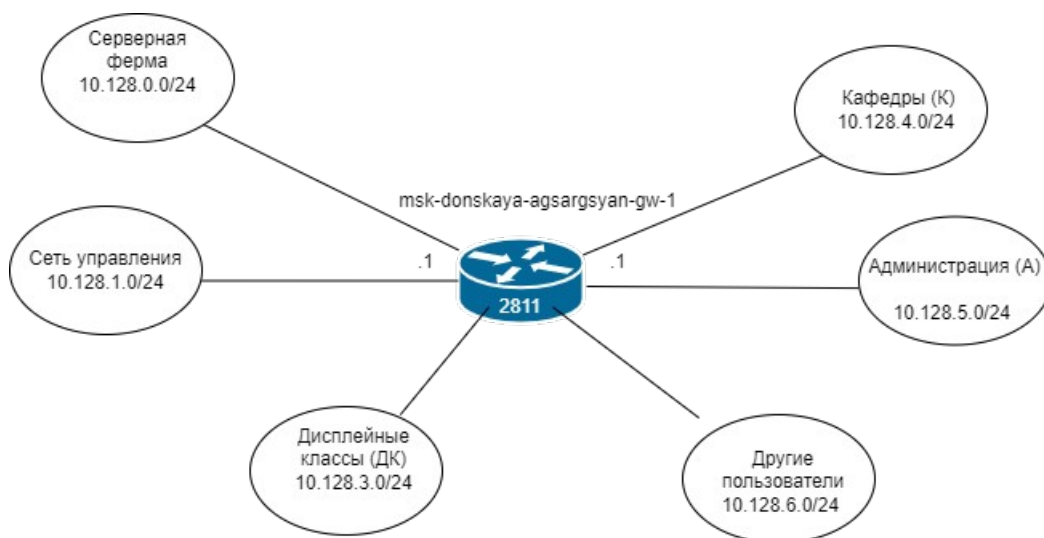 Серверная
ферма
10.128.0.0/24
Кафедры (К)
10.128.4.0/24
msk-donskaya-agsargsyan-gw-1
Сеть управления
10.128.1.0/24
.1
.1
2811
Администрация (А)
10.128.5.0/24
Дисплейные
классы (ДК)
10.128.3.0/24
Другие
пользователи
10.128.6.0/24